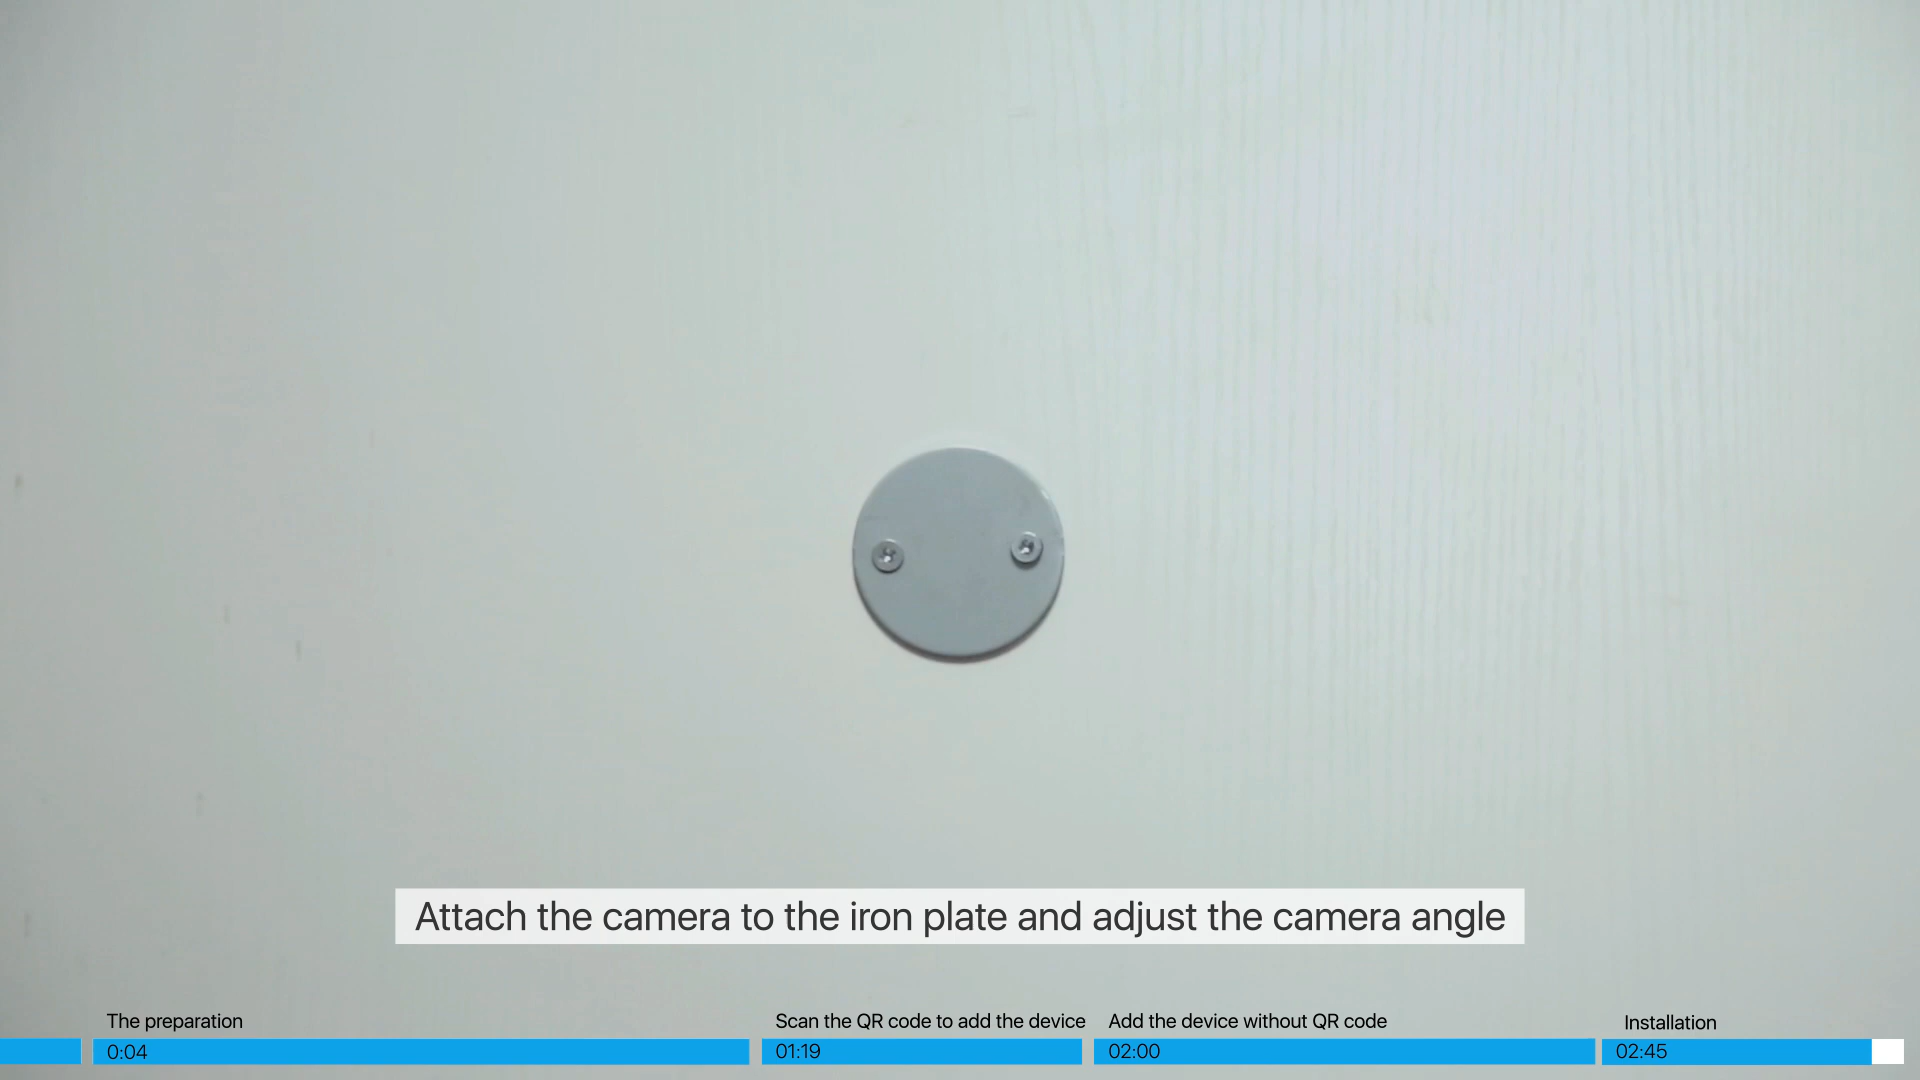 Attach the camera to the iron plate and adjust the camera angle
The preparation
Scan the QR code to add the device
Add the device without QR code
Installation
0:04
01:19
02:00
02:45